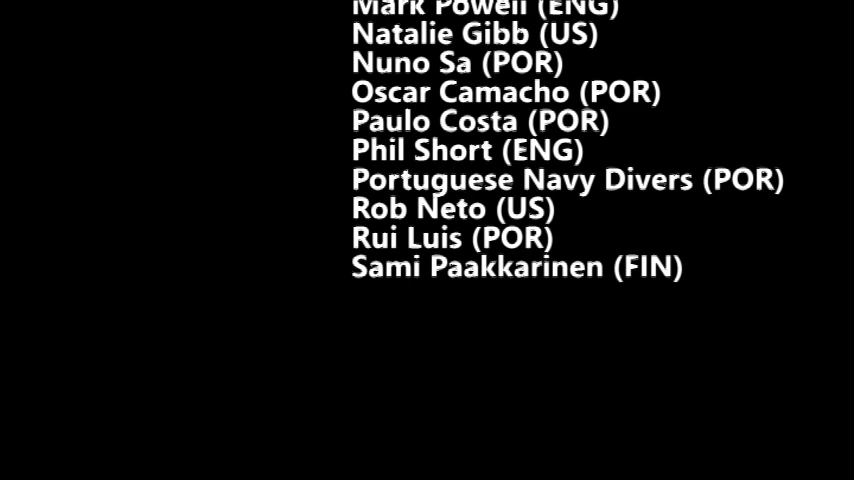 Mark Powell (ENG)
Natalie Gibb (US)
Nuno Sa (POR)
Oscar Camacho (POR)
Paulo Costa (POR)
Phil Short (ENG)
Portuguese Navy Divers (POR)
Rob Neto (US)
Rui Luis (POR)
Sami Paakkarinen (FIN)